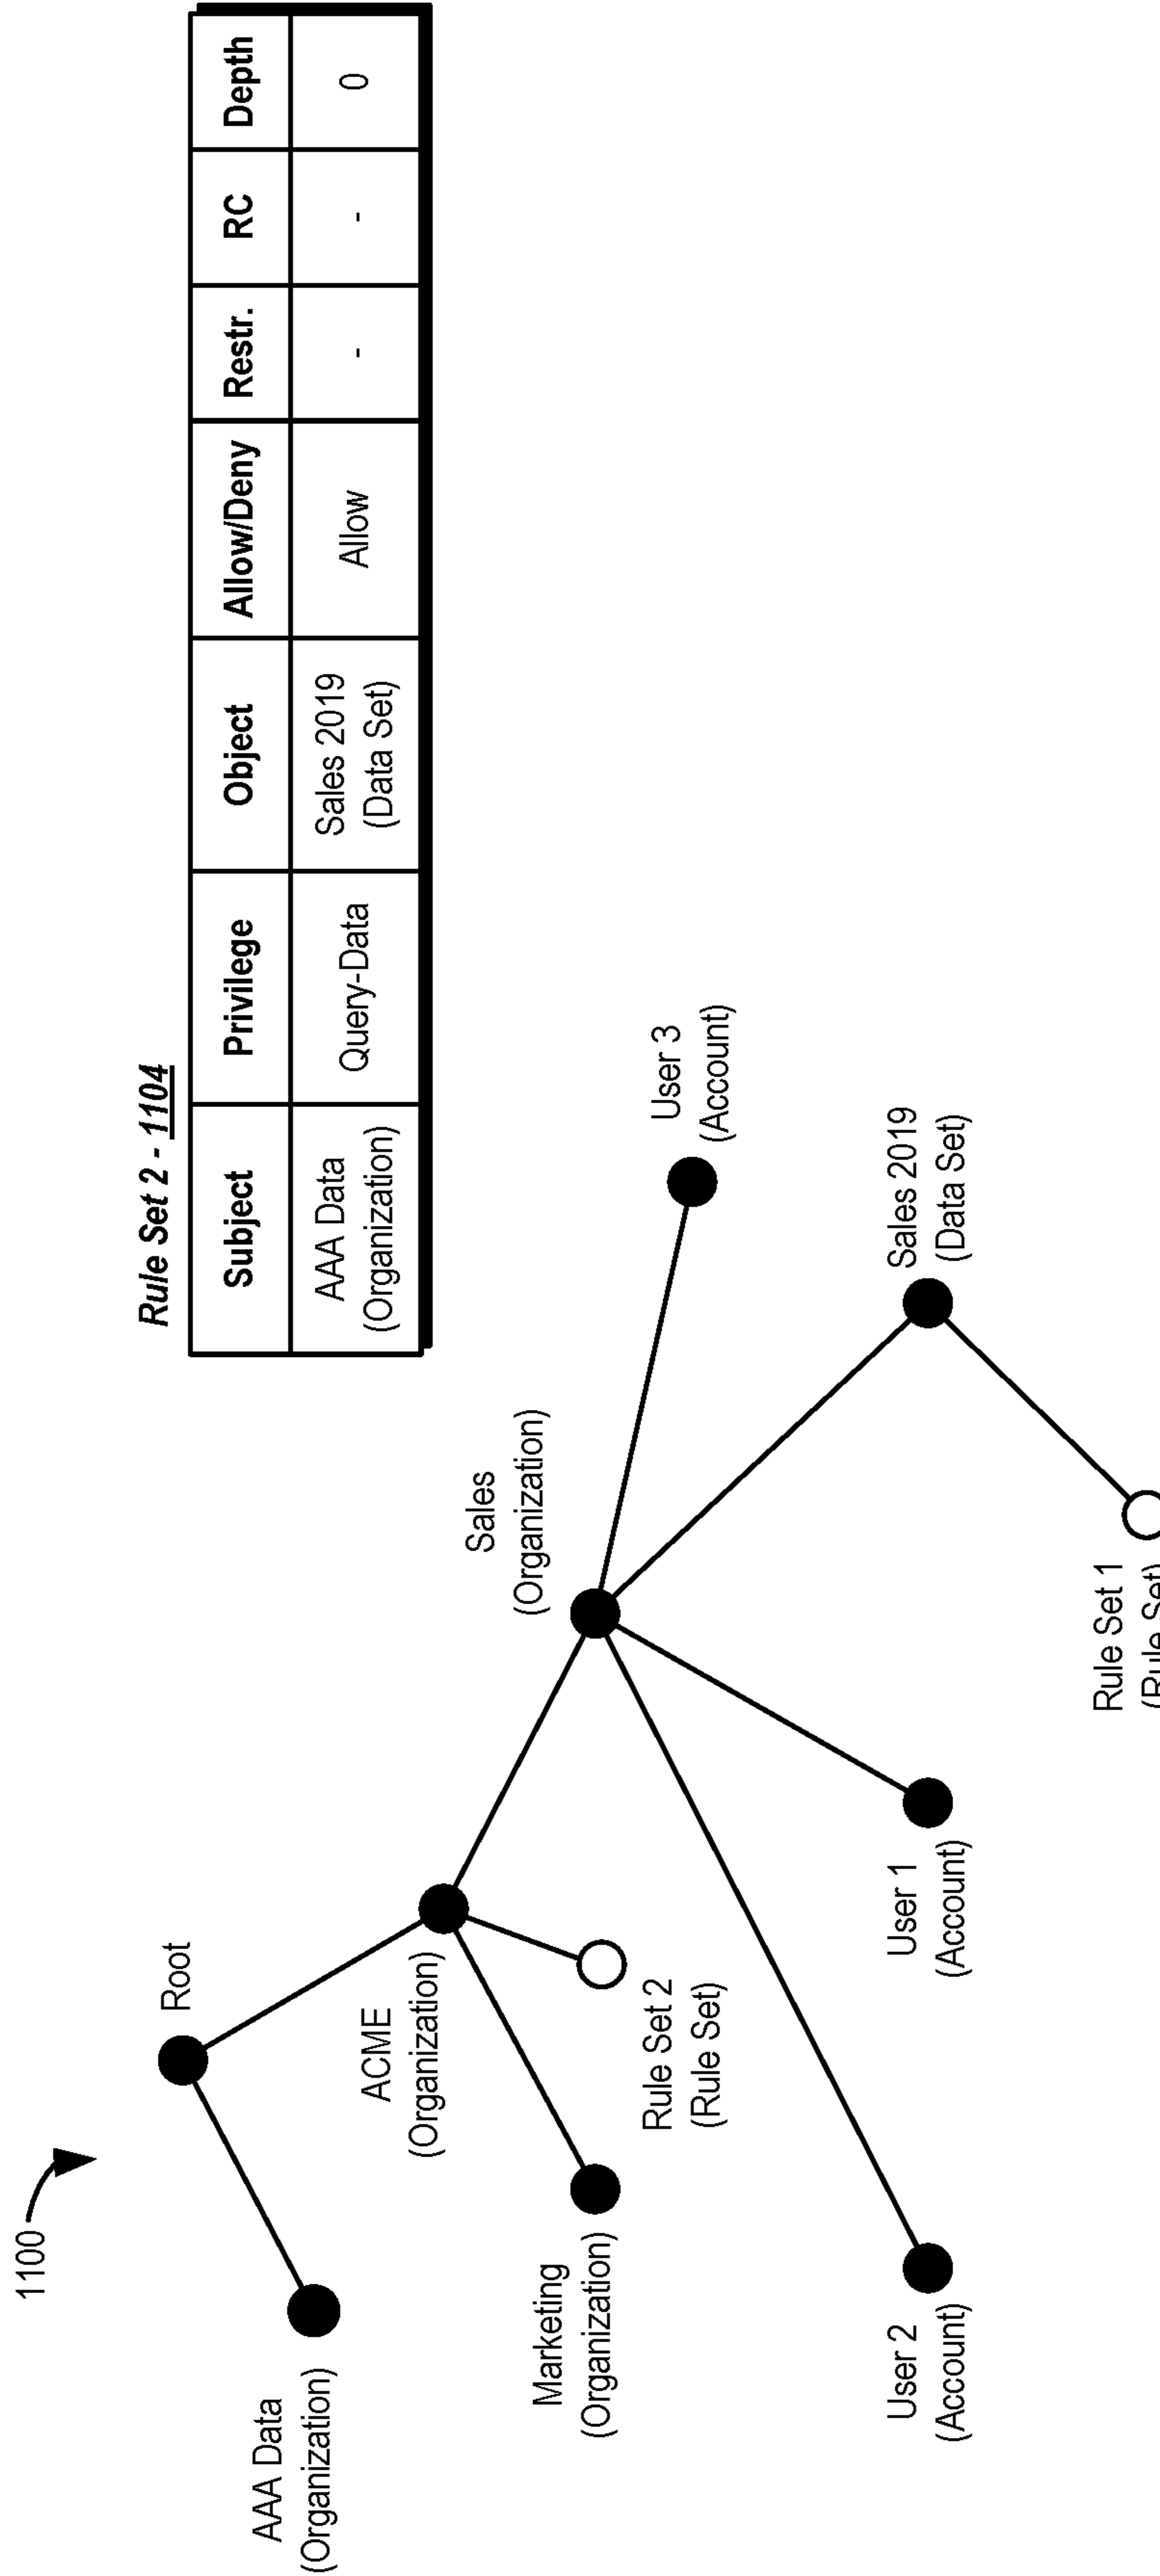 1100
Rule Set 2 - 1104
Subject
Privilege
Object
Allow/Deny
Restr.
RC
Depth
AAA Data
(Organization)
Query-Data
Sales 2019
(Data Set)
Allow
-
-
0
Root
AAA Data
(Organization)
ACME
(Organization)
Sales
(Organization)
Marketing
(Organization)
Rule Set 2
(Rule Set)
User 3
(Account)
User 2
(Account)
User 1
(Account)
Sales 2019
(Data Set)
Rule Set 1
(Rule Set)